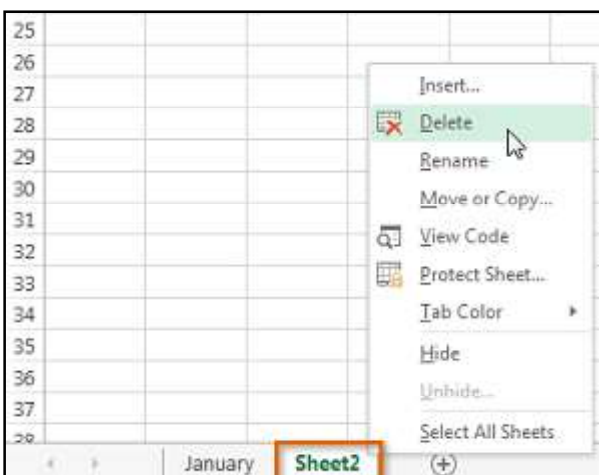 25
26
27
28
29
30
31
32
33
34
35
36
37
38
Insert...
Delete
Rename
Move or Copy...
View Code
Protect Sheet...
Tab Color
Hide
Unhide...
Select All Sheets
January Sheet2